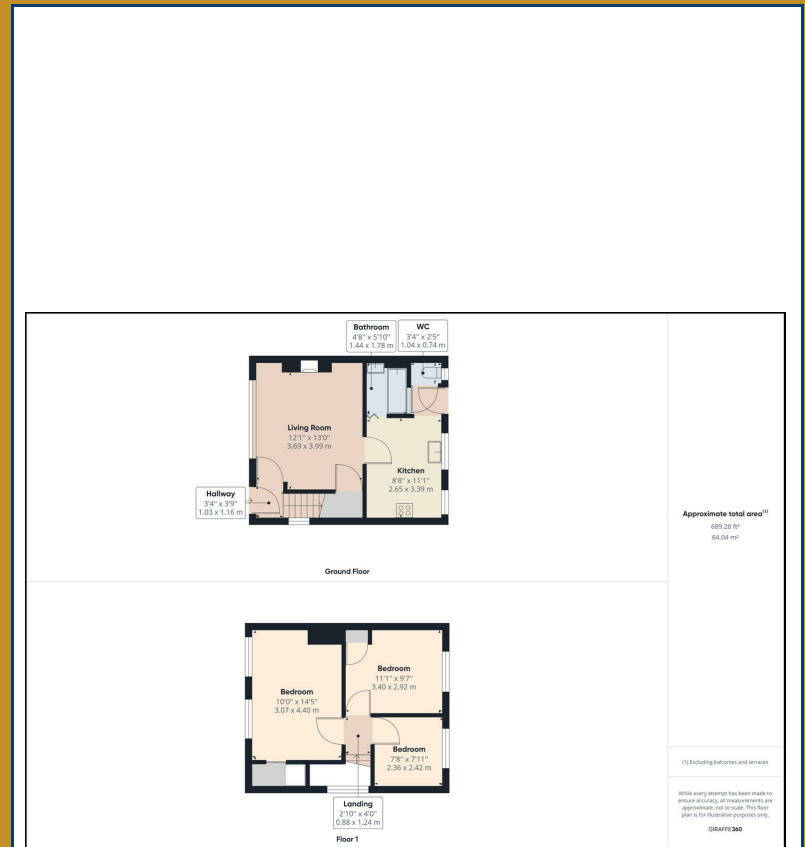 Bathroom
4'8" x 5'10"
1.44 x 1.78 m
WC
3'4" x 2'5"
1.04 x 0.74 m
Living Room
12'1" x 13'0"
3.69 x 3.99 m
Kitchen
8'8" x 11'1"
2.65 x 3.39 m
Hallway
3'4" x 3'9"
1.03 x 1.16 m
Ground Floor
Approximate total area(1)
689.28 ft²
64.04 m²
Bedroom
11'1" x 9'7"
3.40 x 2.92 m
Bedroom
10'0" x 14'5"
3.07 x 4.40 m
Bedroom
7'8" x 7'11"
2.36 x 2.42 m
Landing
2'10" x 4'0"
0.88 x 1.24 m
Floor 1
(1) Excluding balconies and terraces
While every attempt has been made to
ensure accuracy, all measurements are
approximate, not to scale. This floor
plan is for illustrative purposes only.
GIRAFFE360